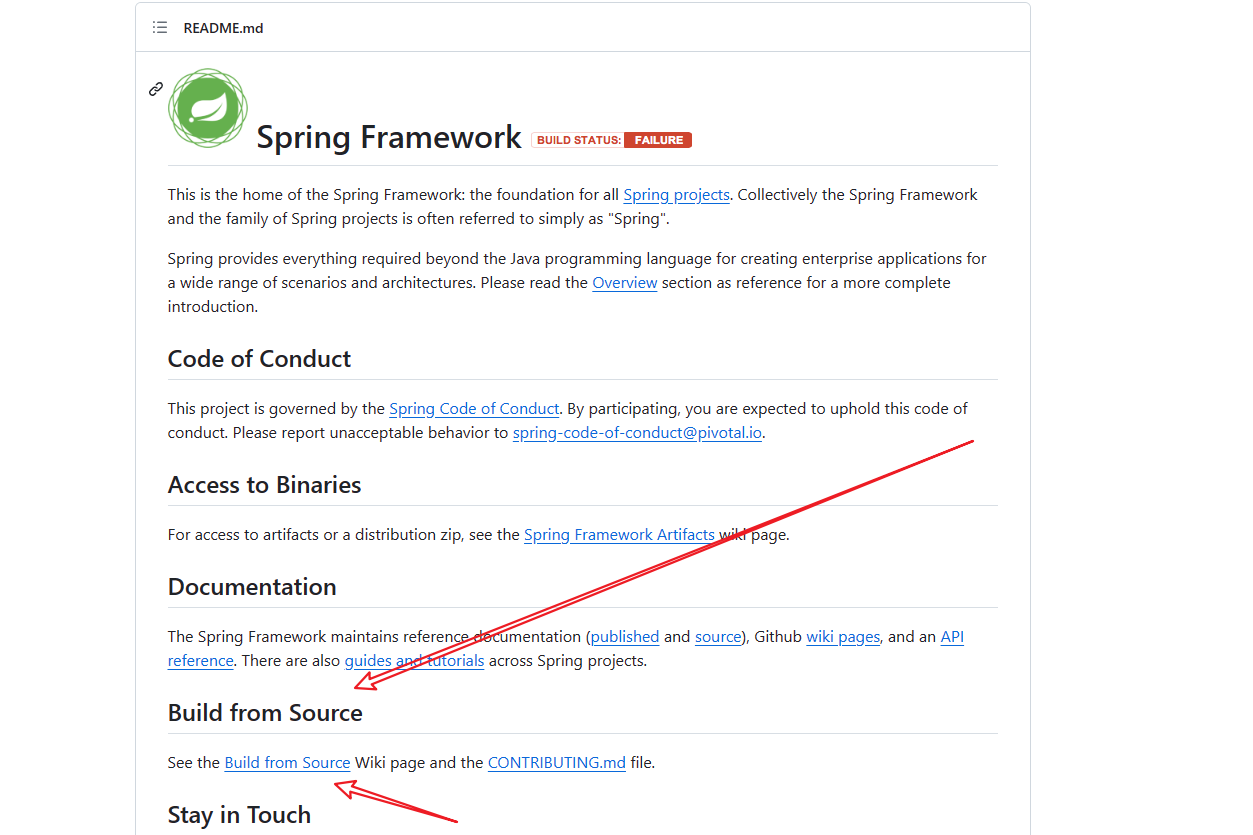 README.md
Spring Framework BUILD STATUS: FAILURE
This is the home of the Spring Framework: the foundation for all Spring projects. Collectively the Spring Framework
and the family of Spring projects is often referred to simply as "Spring".
Spring provides everything required beyond the Java programming language for creating enterprise applications for
a wide range of scenarios and architectures. Please read the Overview section as reference for a more complete
introduction.
Code of Conduct
This project is governed by the Spring Code of Conduct. By participating, you are expected to uphold this code of
conduct. Please report unacceptable behavior to spring-code-of-conduct@pivotal.io.
Access to Binaries
For access to artifacts or a distribution zip, see the Spring Framework Artifacts wiki page.
Documentation
The Spring Framework maintains reference documentation (published and source), Github wiki pages, and an API
reference. There are also guides and tutorials across Spring projects.
Build from Source
See the Build from Source Wiki page and the CONTRIBUTING.md file.
Stay in Touch